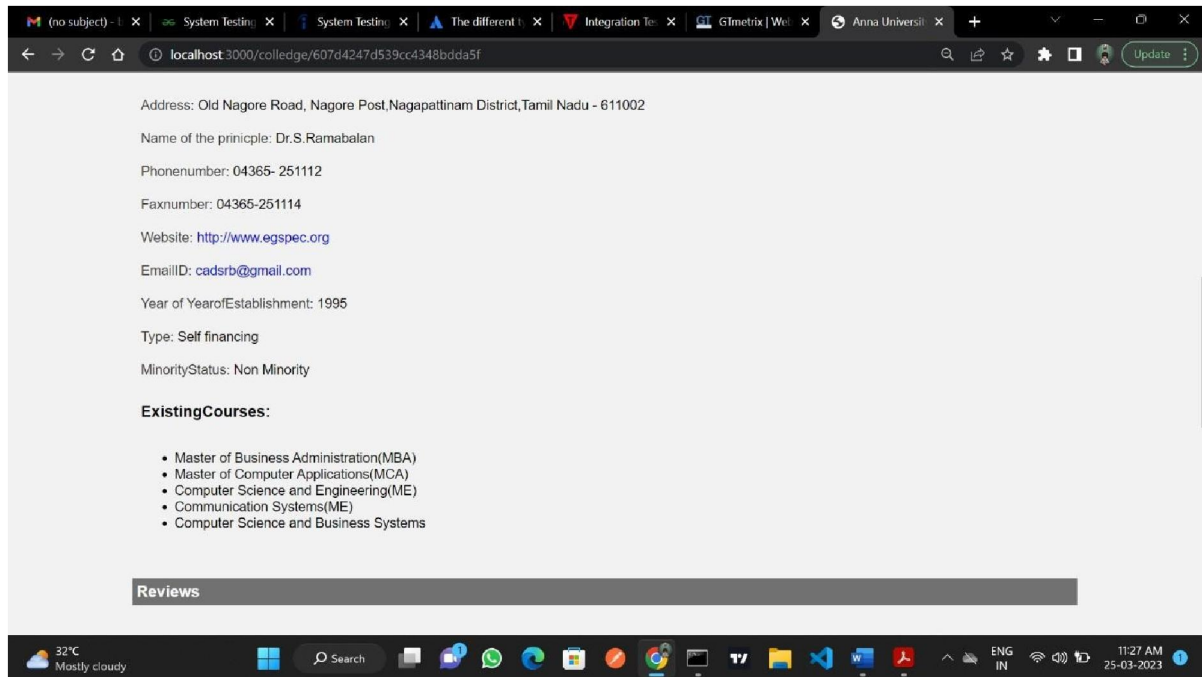 (no subject) -
System Testing
System Testing
The different ty
Integration Tes
GTmetrix | Web
Anna Universit
localhost:3000/colledge/607d4247d539cc4348bdda5f
Update
Address: Old Nagore Road, Nagore Post,Nagapattinam District,Tamil Nadu - 611002
Name of the prinicple: Dr.S.Ramabalan
Phonenumber: 04365- 251112
Faxnumber: 04365-251114
Website: http://www.egspec.org
EmailID: cadsrb@gmail.com
Year of YearofEstablishment: 1995
Type: Self financing
MinorityStatus: Non Minority
ExistingCourses:
• Master of Business Administration(MBA)
• Master of Computer Applications(MCA)
• Computer Science and Engineering(ME)
• Communication Systems(ME)
• Computer Science and Business Systems
Reviews
32°C
Mostly cloudy
Search
ENG
IN
11:27 AM
25-03-2023